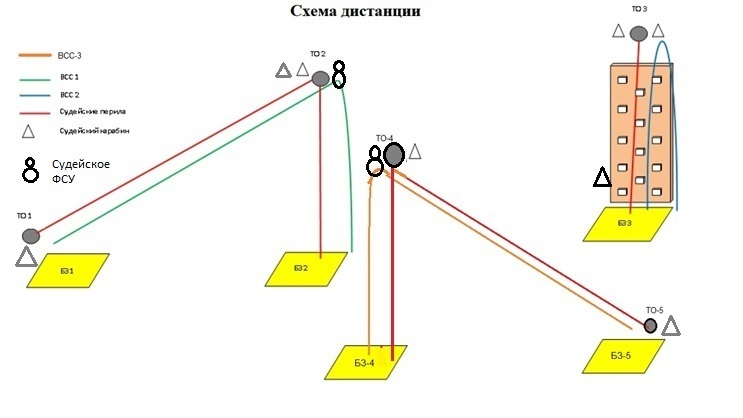 Схема дистанции
ВСС-3
ВСС 1
ВСС 2
Судейские перила
Судейский карабин
Судейское
ФСУ
ТО 1
БЗ1
ТО 2
БЗ2
ТО 3
БЗ3
ТО-4
БЗ-4
ТО-5
БЗ-5